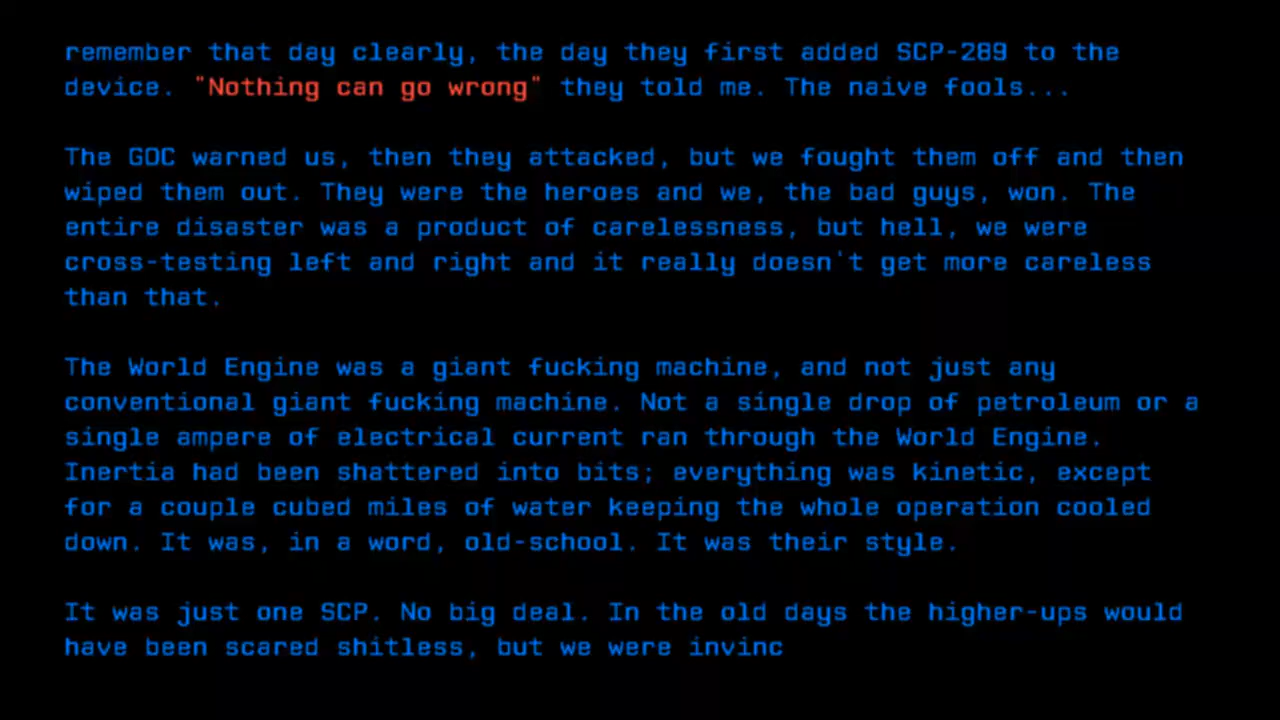 remember that day clearly, the day they first added SCP-289 to the
device. "Nothing can go wrong" they told me. The naive fools...
The GOC warned us, then they attacked, but we fought them off and then
wiped them out. They were the heroes and we, the bad guys, won. The
entire disaster was a product of carelessness, but hell, we were
cross-testing left and right and it really doesn't get more careless
than that.
The World Engine was a giant fucking machine, and not just any
conventional giant fucking machine. Not a single drop of petroleum or a
single ampere of electrical current ran through the World Engine.
Inertia had been shattered into bits; everything was kinetic, except
for a couple cubed miles of water keeping the whole operation cooled
down. It was, in a word, old-school. It was their style.
It was just one SCP. No big deal. In the old days the higher-ups would
have been scared shitless, but we were invinc